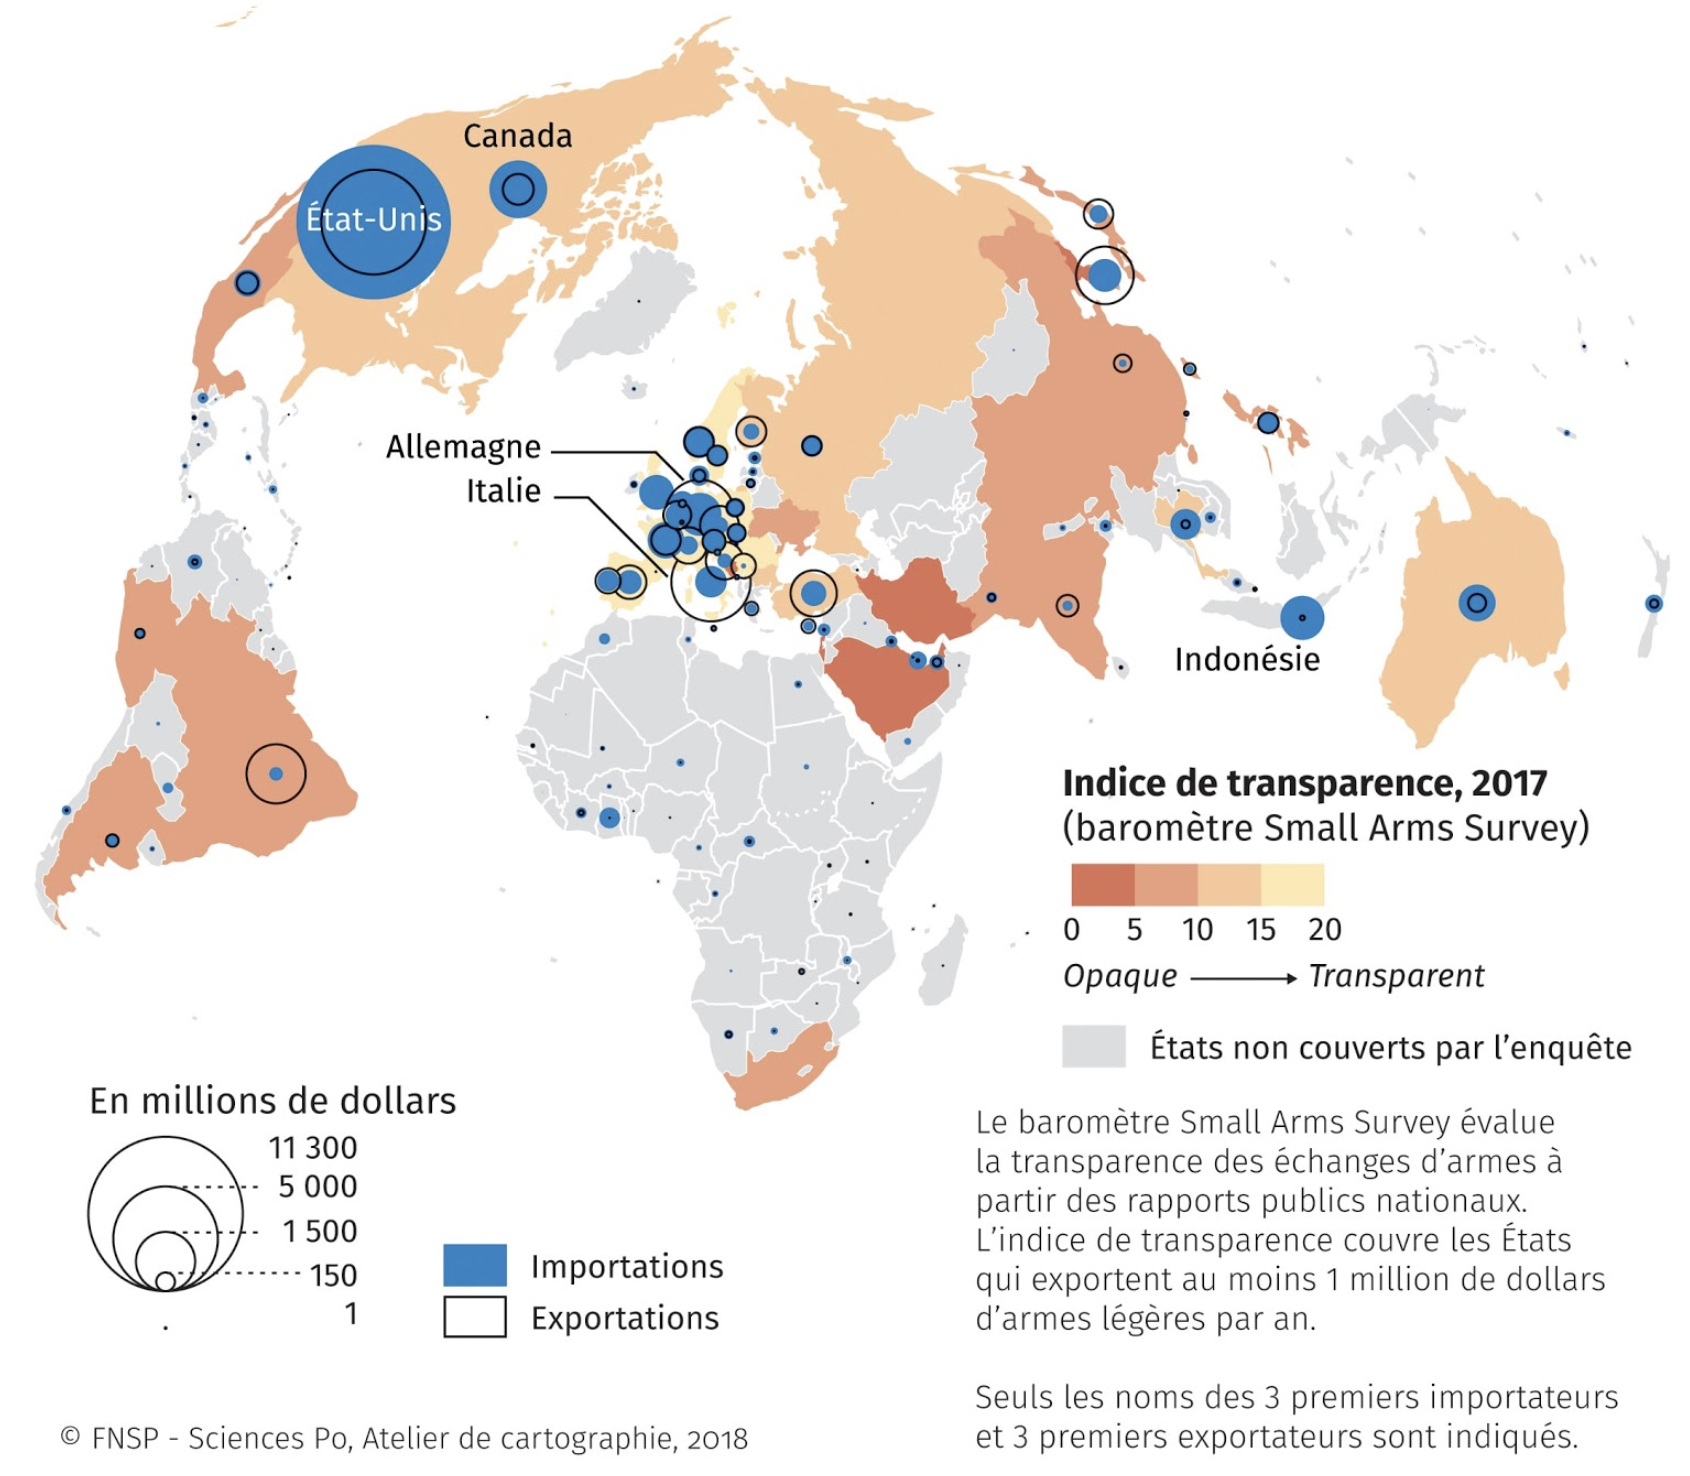 Canada
État-Unis
Allemagne
Italie
Indonésie
Indice de transparence, 2017
(baromètre Small Arms Survey)
0 5 10 15 20
Opaque Transparent
États non couverts par l'enquête
En millions de dollars
11 300
5 000
1 500
150
1
Importations
Exportations
Le baromètre Small Arms Survey évalue
la transparence des échanges d'armes à
partir des rapports publics nationaux.
L'indice de transparence couvre les États
qui exportent au moins 1 million de dollars
d'armes légères par an.
Seuls les noms des 3 premiers importateurs
et 3 premiers exportateurs sont indiqués.
© FNSP - Sciences Po, Atelier de cartographie, 2018